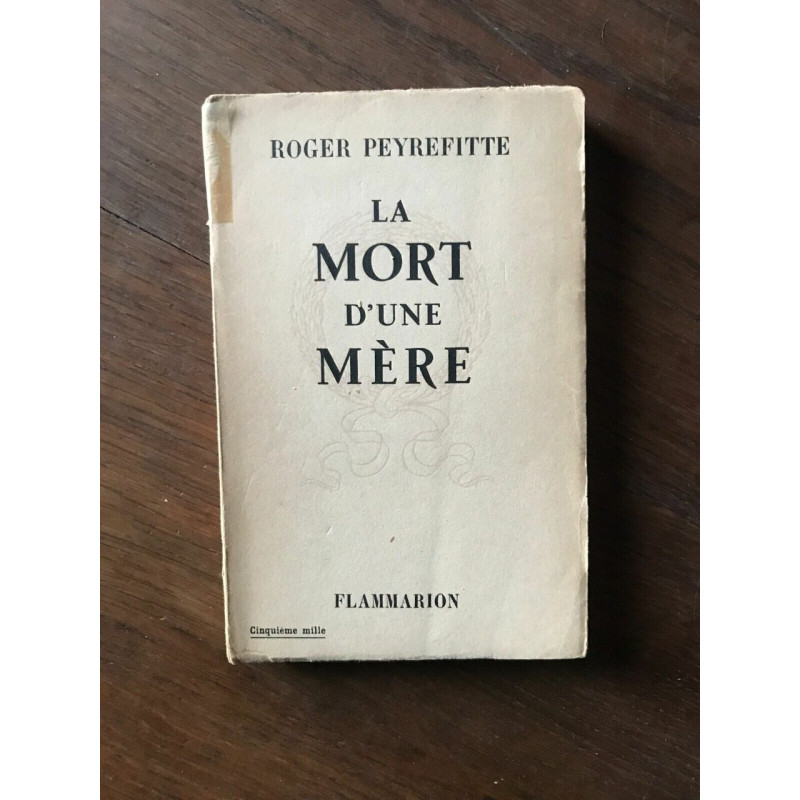 ROGER PEYREFITTE
LA
MORT
D'UNE
MÈRE
FLAMMARION
Cinquième mille